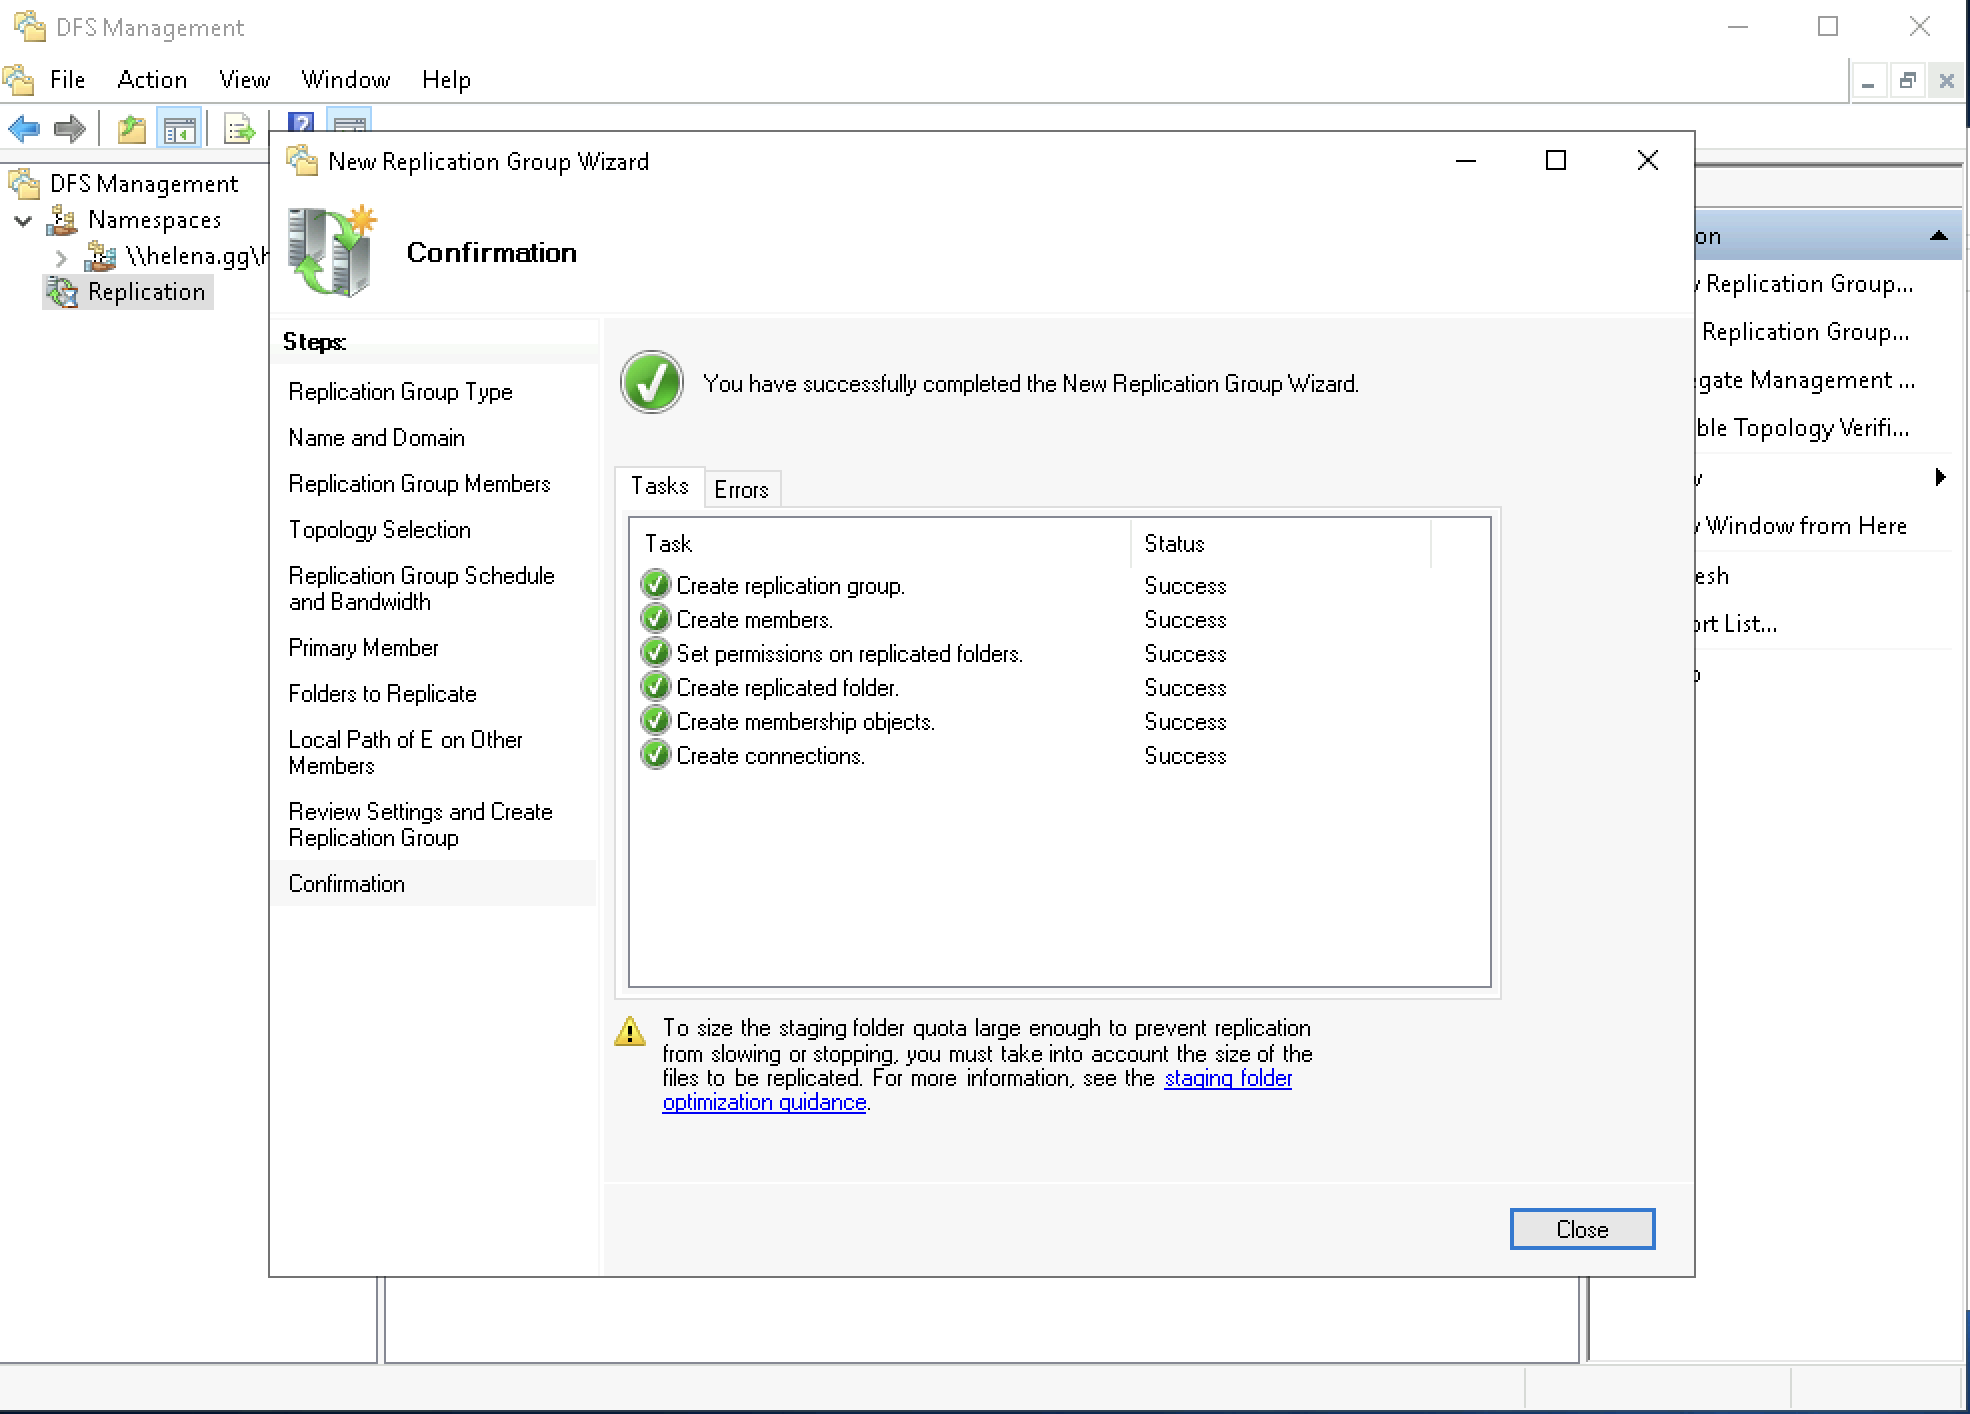 DFS Management
File Action View Window Help
DFS Management
Namespaces
\\helena.gg\h
Replication
New Replication Group Wizard
Confirmation
Steps:
Replication Group Type
Name and Domain
Replication Group Members
Topology Selection
Replication Group Schedule
and Bandwidth
Primary Member
Folders to Replicate
Local Path of E on Other
Members
Review Settings and Create
Replication Group
Confirmation
You have successfully completed the New Replication Group Wizard.
Tasks Errors
Task Status
Create replication group. Success
Create members. Success
Set permissions on replicated folders. Success
Create replicated folder. Success
Create membership objects. Success
Create connections. Success
To size the staging folder quota large enough to prevent replication
from slowing or stopping, you must take into account the size of the
files to be replicated. For more information, see the staging folder
optimization guidance.
Close
on
Replication Group...
Replication Group...
gate Management ...
ble Topology Verifi...
Window from Here
esh
ort List...